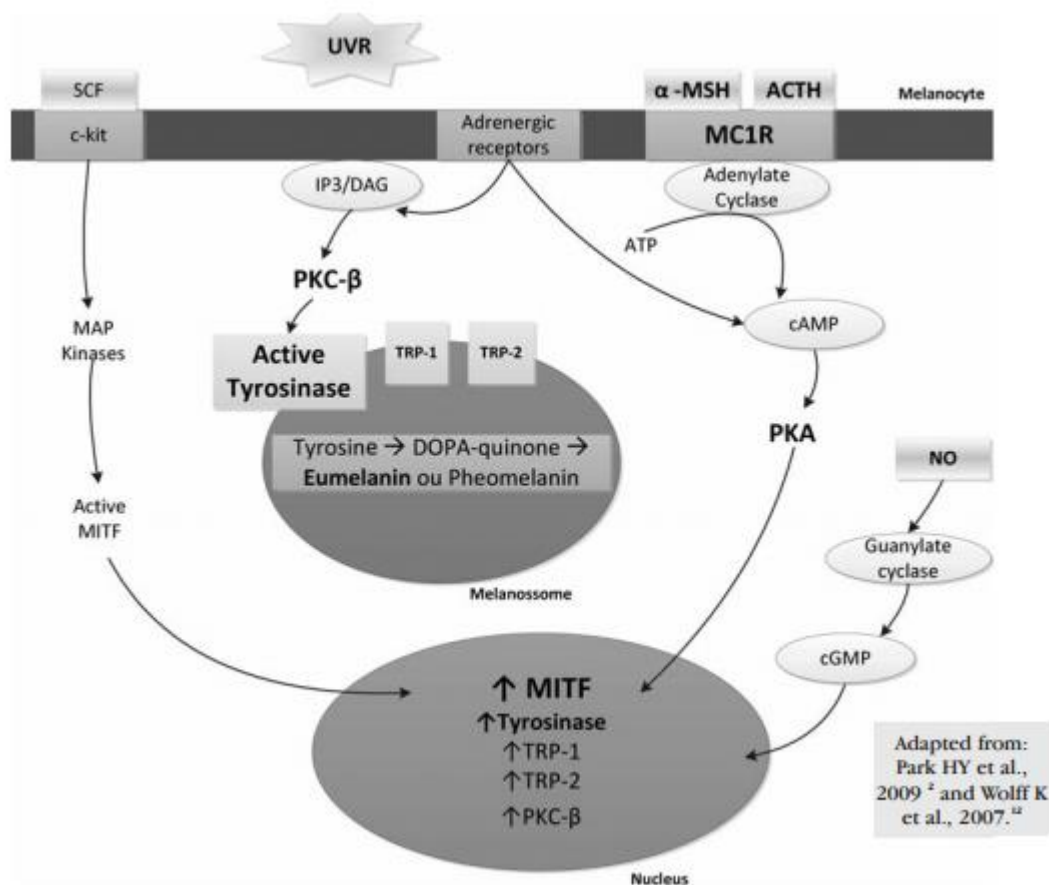 UVR
SCF
c-kit
Adrenergic
receptors
α -MSH
ACTH
MC1R
Melanocyte
IP3/DAG
Adenylate
Cyclase
ATP
PKC-β
cAMP
MAP
Kinases
Active
Tyrosinase
TRP-1
TRP-2
Tyrosine → DOPA-quinone →
Eumelanin ou Pheomelanin
PKA
NO
Active
MITF
Guanylate
cyclase
Melanossome
cGMP
↑ MITF
↑Tyrosinase
↑TRP-1
↑TRP-2
↑PKC-β
Nucleus
Adapted from:
Park HY et al.,
2009 ² and Wolff K
et al., 2007.¹²